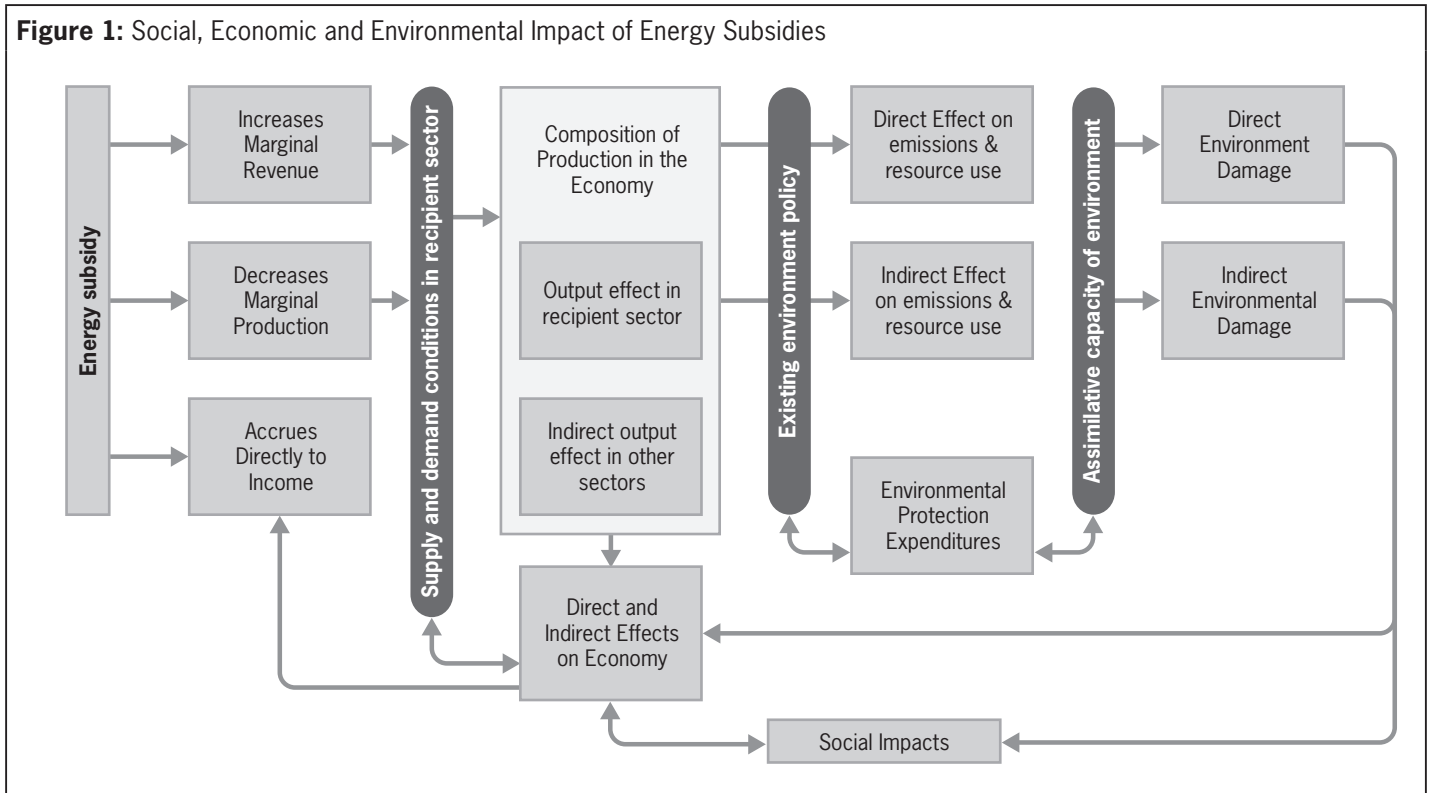 Figure 1: Social, Economic and Environmental Impact of Energy Subsidies
Energy subsidy
Increases
Marginal
Revenue
Decreases
Marginal
Production
Accrues
Directly to
Income
Supply and demand conditions in recipient sector
Composition of
Production in the
Economy
Output effect in
recipient sector
Indirect output
effect in other
sectors
Direct and
Indirect Effects
on Economy
Existing environment policy
Direct Effect on
emissions &
resource use
Indirect Effect
on emissions &
resource use
Environmental
Protection
Expenditures
Assimilative capacity of environment
Direct
Environment
Damage
Indirect
Environmental
Damage
Social Impacts